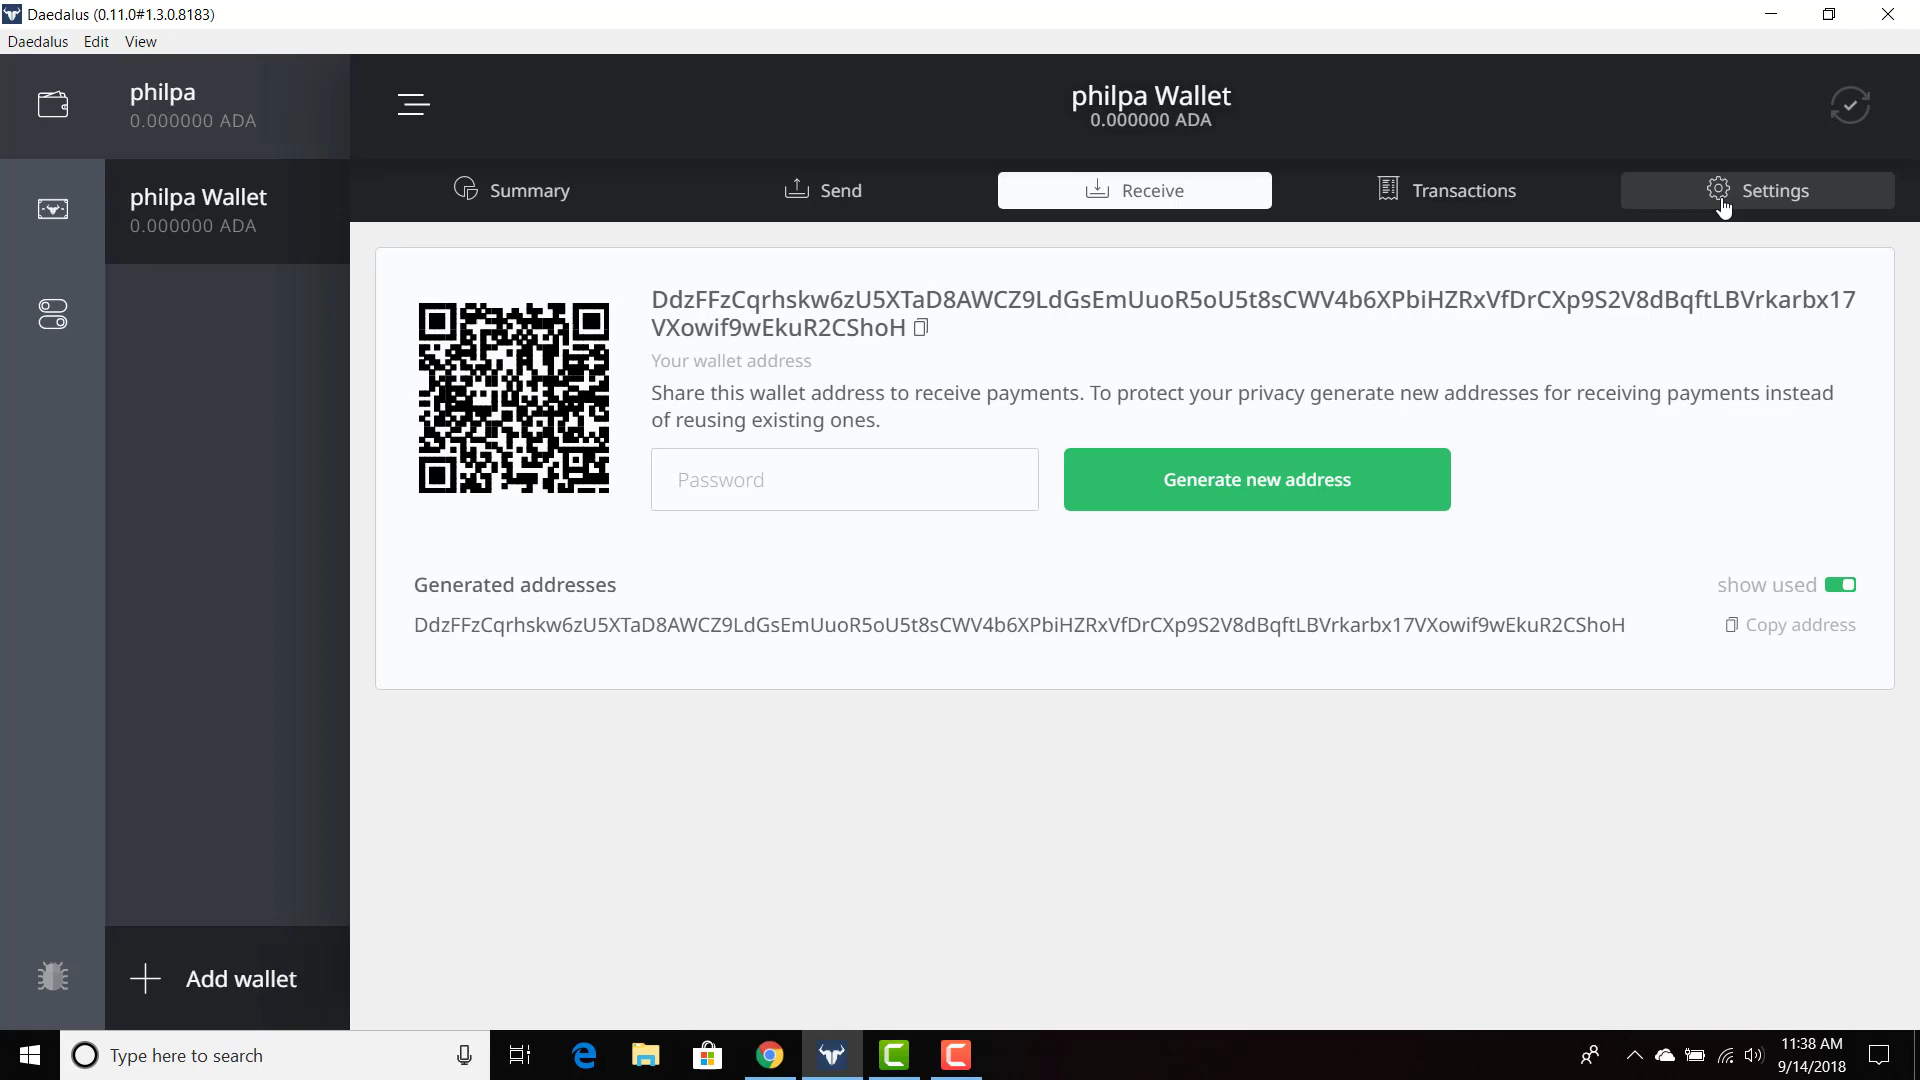 Daedalus (0.11.0#1.3.0.8183)
Daedalus Edit View
philpa
0.000000 ADA
philpa Wallet
0.000000 ADA
philpa Wallet
0.000000 ADA
Summary
Send
Receive
Transactions
Settings
DdzFFzCqrhskw6zU5XTaD8AWCZ9LdGsEmUuoR5oU5t8sCWV4b6XPbiHZRxVfDrCXp9S2V8dBqftLBVrkarbx17
VXowif9wEkuR2CShoH
Your wallet address
Share this wallet address to receive payments. To protect your privacy generate new addresses for receiving payments instead
of reusing existing ones.
Password
Generate new address
Generated addresses
show used
DdzFFzCqrhskw6zU5XTaD8AWCZ9LdGsEmUuoR5oU5t8sCWV4b6XPbiHZRxVfDrCXp9S2V8dBqftLBVrkarbx17VXowif9wEkuR2CShoH
Copy address
Add wallet
Type here to search
11:38 AM
9/14/2018